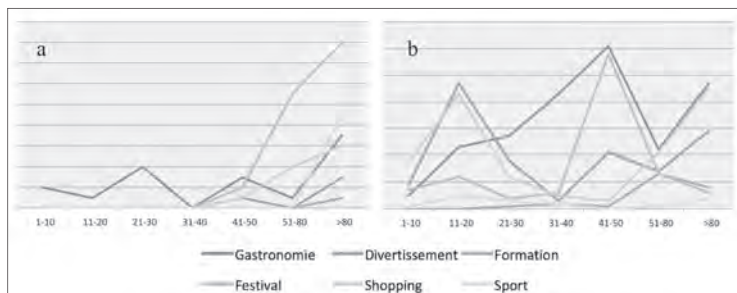 a
b
1-10 11-20 21-30 31-40 41-50 51-80 >80
1-10 11-20 21-30 31-40 41-50 51-80 >80
Gastronomie Divertissement Formation
Festival Shopping Sport